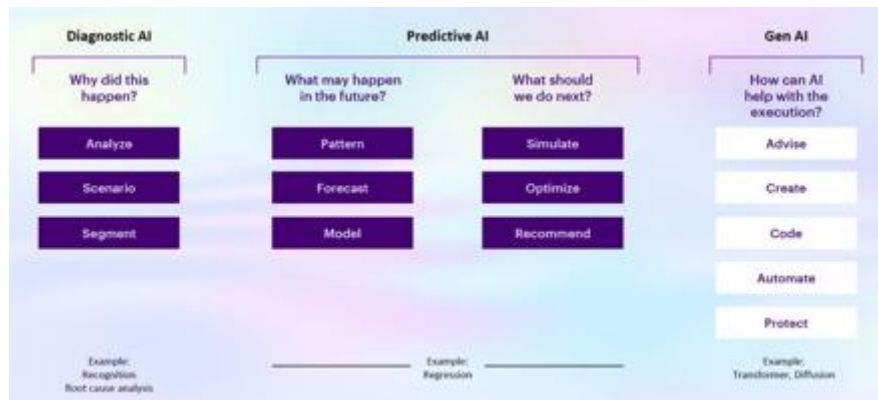 Diagnostic AI
Predictive AI
Gen AI
Why did this
happen?
What may happen
in the future?
What should
we do next?
How can AI
help with the
execution?
Analyze
Scenario
Segment
Pattern
Forecast
Model
Simulate
Optimize
Recommend
Advise
Create
Code
Automate
Protect
Example:
Recognition
Root cause analysis
Example:
Regression
Example:
Transformer, Diffusion